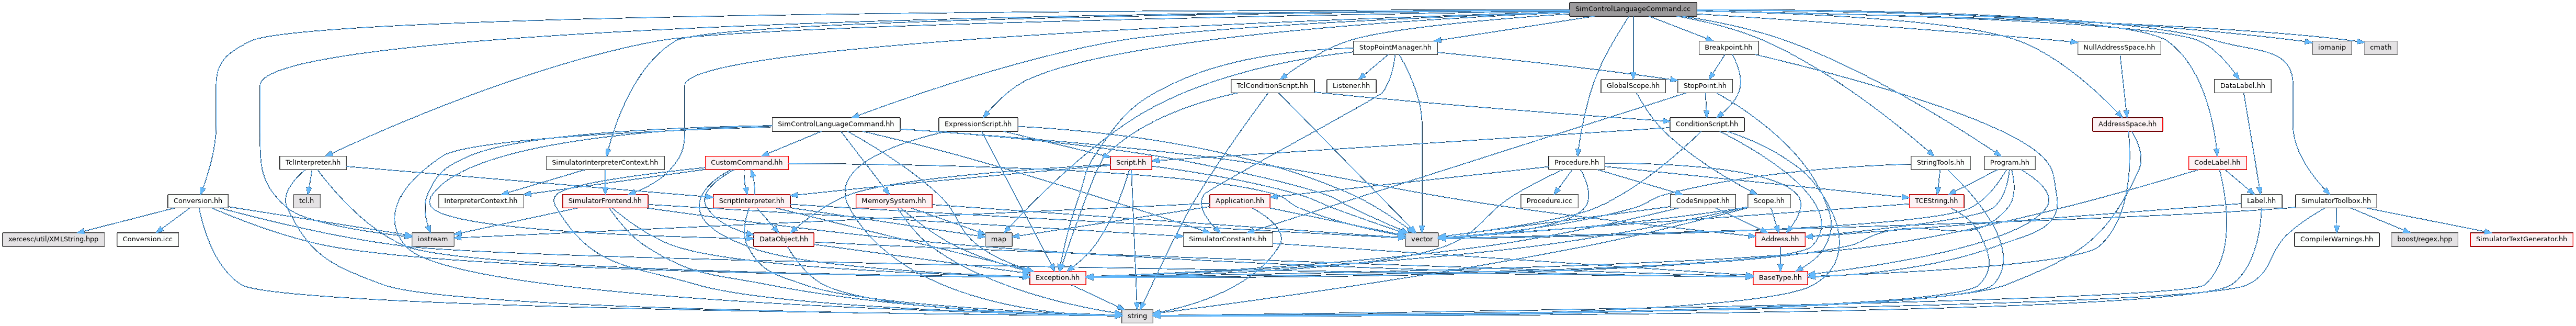 SimControlLanguageCommand.cc
StopPointManager.hh
Breakpoint.hh
NullAddressSpace.hh
iomanip
cmath
TclConditionScript.hh
Listener.hh
GlobalScope.hh
StopPoint.hh
DataLabel.hh
SimControlLanguageCommand.hh
ExpressionScript.hh
ConditionScript.hh
AddressSpace.hh
TclInterpreter.hh
SimulatorInterpreterContext.hh
CustomCommand.hh
Script.hh
Procedure.hh
StringTools.hh
Program.hh
CodeLabel.hh
Conversion.hh
tcl.h
InterpreterContext.hh
SimulatorFrontend.hh
ScriptInterpreter.hh
MemorySystem.hh
Application.hh
Procedure.icc
CodeSnippet.hh
Scope.hh
TCEString.hh
Label.hh
SimulatorToolbox.hh
xercesc/util/XMLString.hpp
Conversion.icc
iostream
DataObject.hh
map
SimulatorConstants.hh
vector
Address.hh
CompilerWarnings.hh
boost/regex.hpp
SimulatorTextGenerator.hh
Exception.hh
BaseType.hh
string